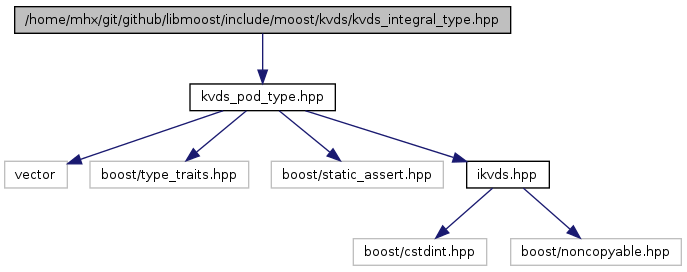 /home/mhx/git/github/libmoost/include/moost/kvds/kvds_integral_type.hpp
kvds_pod_type.hpp
vector
boost/type_traits.hpp
boost/static_assert.hpp
ikvds.hpp
boost/cstdint.hpp
boost/noncopyable.hpp